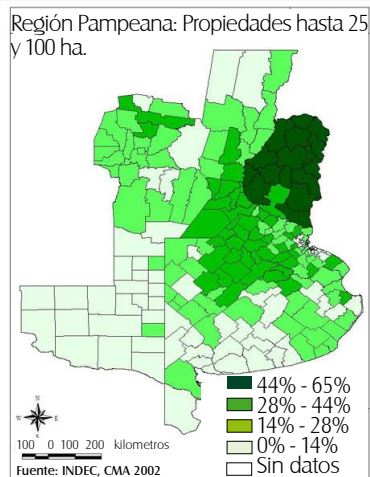 Región Pampeana: Propiedades hasta 25
y 100 ha.
44% - 65%
28% - 44%
14% - 28%
0% - 14%
Sin datos
N
W E
S
100 0 100 200 kilometros
Fuente: INDEC, CMA 2002